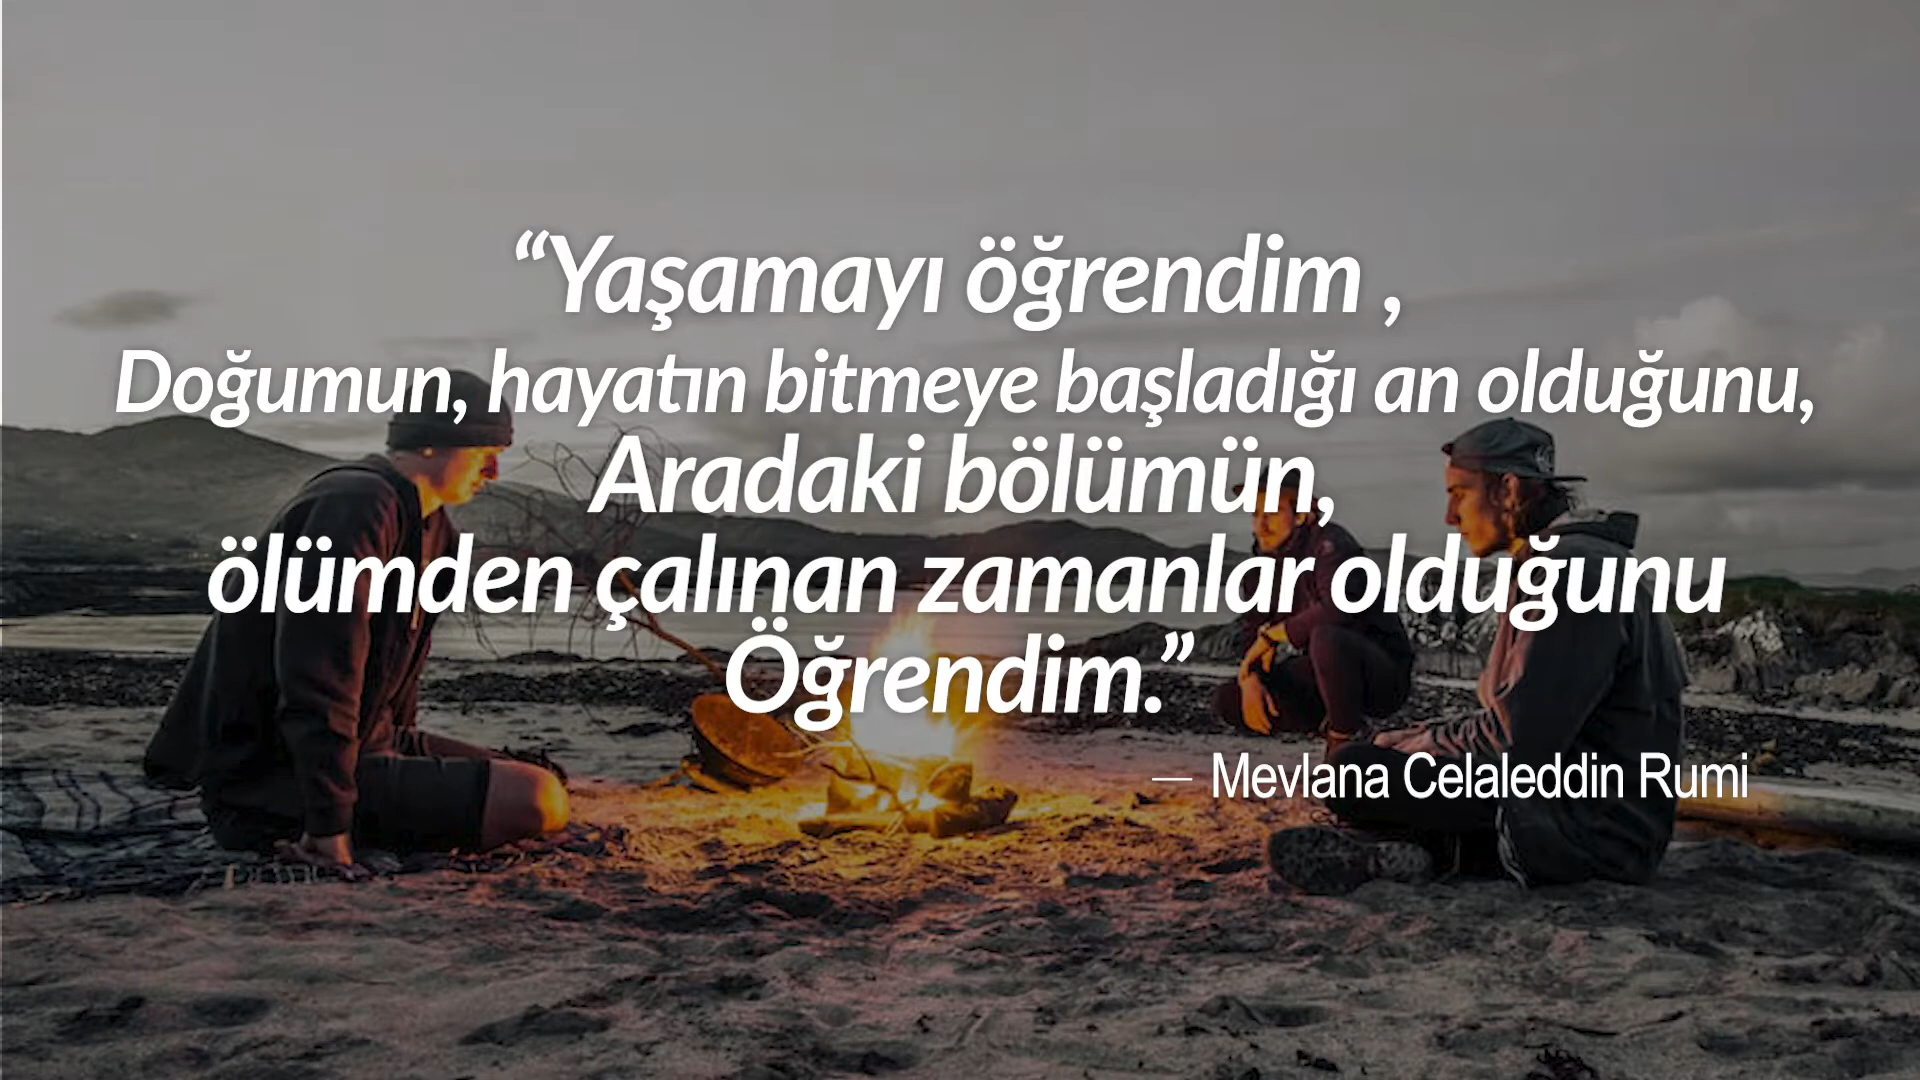 “Yaşamayı öğrendim ,
Doğumun, hayatın bitmeye başladığı an olduğunu,
Aradaki bölümün,
ölümden çalınan zamanlar olduğunu
Öğrendim.”
— Mevlana Celaleddin Rumi